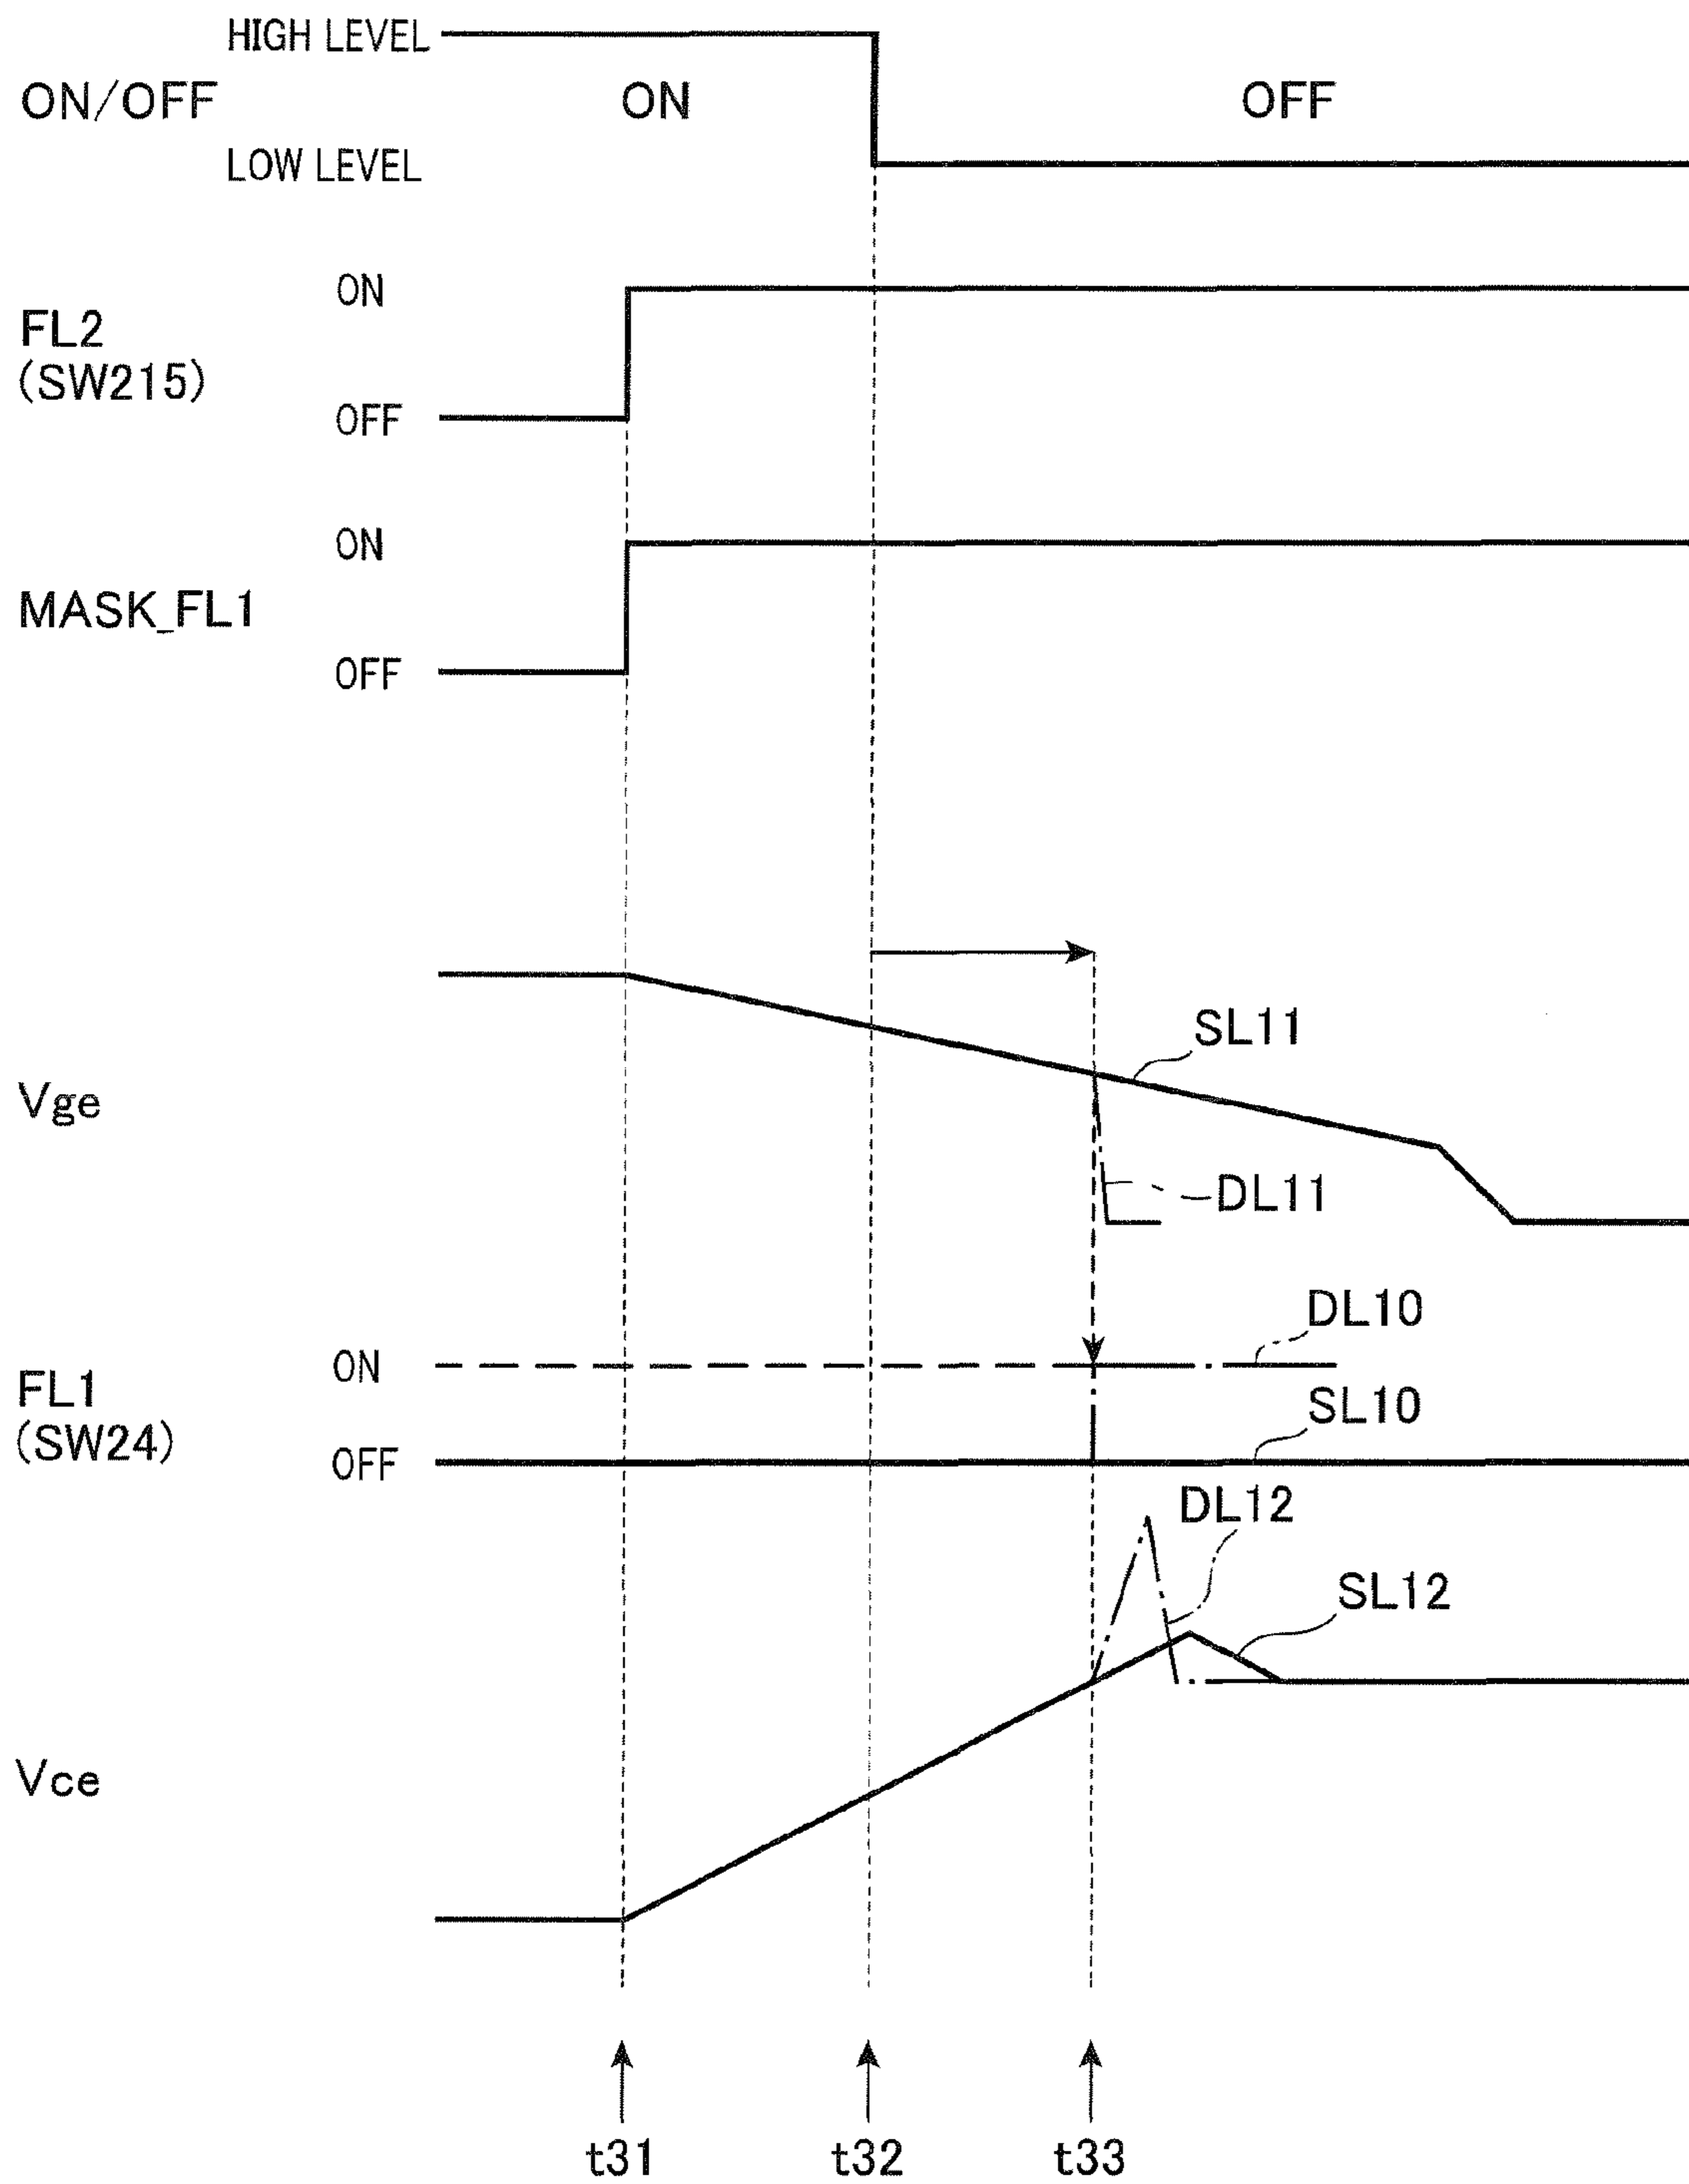 HIGH LEVEL
ON/OFF ON OFF
LOW LEVEL
ON
FL2
(SW215)
OFF
ON
MASK_FL1
OFF
SL11
Vge
DL11
DL10
ON
FL1
(SW24)
SL10
OFF
DL12
SL12
Vce
t31 t32 t33